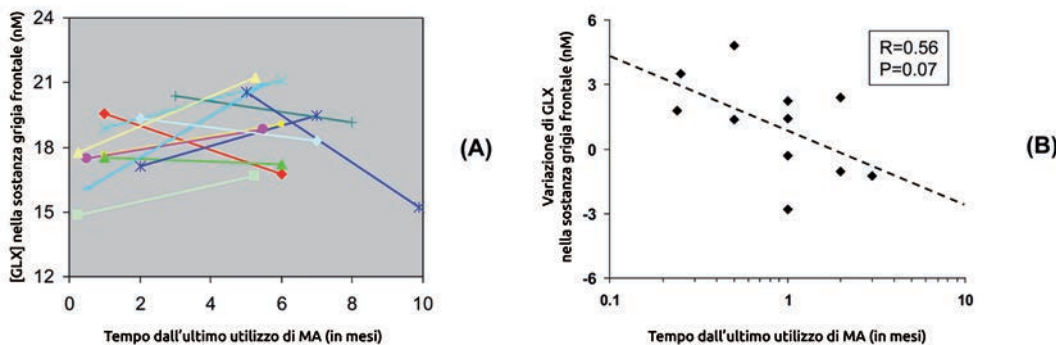 [GLX] nella sostanza grigia frontale (nM)
24
21
18
15
12
0
2
4
6
8
10
Tempo dall'ultimo utilizzo di MA (in mesi)
(A)
Variazione di GLX
nella sostanza grigia frontale (nM)
6
3
0
-3
-6
0.1
1
10
R=0.56
P=0.07
Tempo dall'ultimo utilizzo di MA (in mesi)
(B)